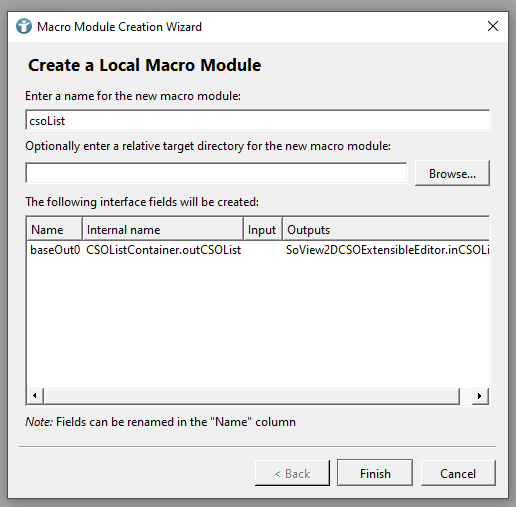 Macro Module Creation Wizard
Create a Local Macro Module
Enter a name for the new macro module:
csoList
Optionally enter a relative target directory for the new macro module:
Browse...
The following interface fields will be created:
Name Internal name Input Outputs
baseOut0 CSOListContainer.outCSOList SoView2DCSOExtensibleEditor.inCSOLi
Note: Fields can be renamed in the "Name" column
< Back Finish Cancel